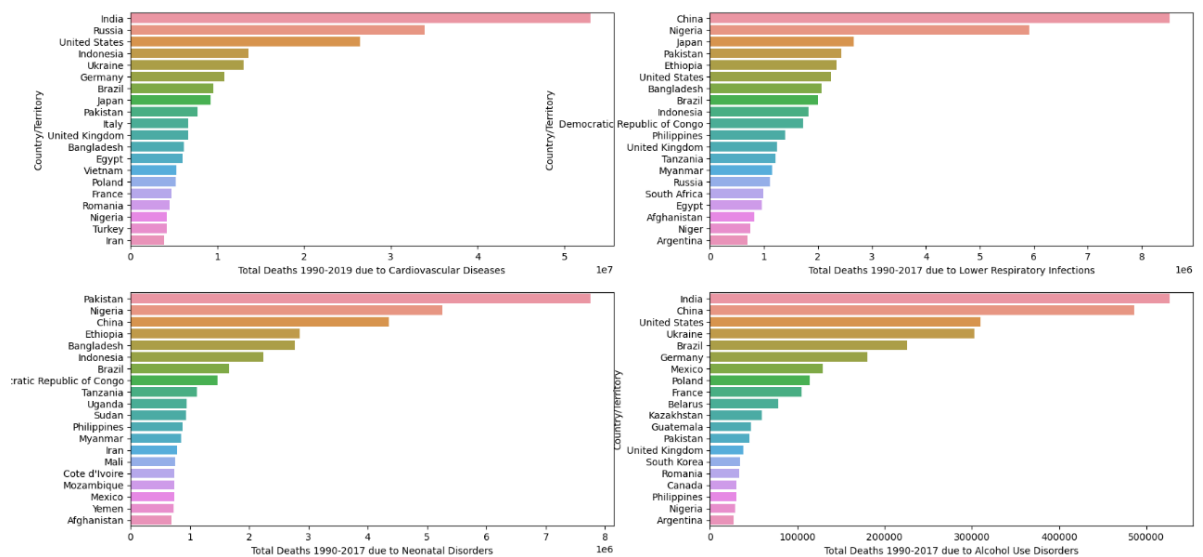 India
Russia
United States
Indonesia
Ukraine
Germany
Brazil
Japan
Pakistan
Italy
United Kingdom
Bangladesh
Egypt
Vietnam
Poland
France
Romania
Nigeria
Turkey
Iran
Country/Territory
0
1
2
3
4
5
1e7
Total Deaths 1990-2019 due to Cardiovascular Diseases
China
Nigeria
Japan
Pakistan
Ethiopia
United States
Bangladesh
Brazil
Indonesia
Democratic Republic of Congo
Philippines
United Kingdom
Tanzania
Myanmar
Russia
South Africa
Egypt
Afghanistan
Niger
Argentina
Country/Territory
0
1
2
3
4
5
6
7
8
1e6
Total Deaths 1990-2017 due to Lower Respiratory Infections
Pakistan
Nigeria
China
Ethiopia
Bangladesh
Indonesia
Brazil
cratic Republic of Congo
Tanzania
Uganda
Sudan
Philippines
Myanmar
Iran
Mali
Cote d'Ivoire
Mozambique
Mexico
Yemen
Afghanistan
0
1
2
3
4
5
6
7
8
1e6
Total Deaths 1990-2017 due to Neonatal Disorders
India
China
United States
Ukraine
Brazil
Germany
Mexico
Poland
France
Belarus
Kazakhstan
Guatemala
Pakistan
United Kingdom
South Korea
Romania
Canada
Philippines
Nigeria
Argentina
Country/Territory
0
100000
200000
300000
400000
500000
Total Deaths 1990-2017 due to Alcohol Use Disorders